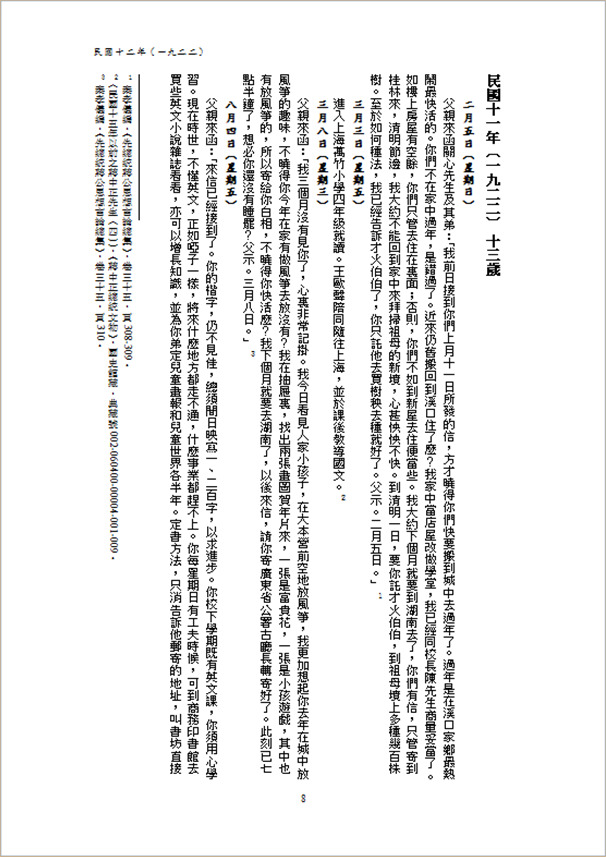 民國十二年（一九二二）
民國十一年（一九二二） 十三歲
二月五日（星期日）
父親來函關心先生及其弟：「我前日接到你們上月十一日所發的信，方才曉得你們快要搬到城中去過年了。過年是在溪口家鄉最熱
鬧最快活的。你們不在家中過年，是錯過了。近來仍舊搬回到溪口住了麼？我家中當店屋改做學堂，我已經同校長陳先生商量妥當了。
如樓上房屋有空餘，你們只管去住在裏面；否則，你們不如到新屋去住便當些。我大約下個月就要到湖南去了，你們有信，只管寄到
桂林來，清明節邊，我大約不能回到家中來拜掃祖母的新墳，心甚怏怏不快。到清明一日，要你託才火伯伯，到祖母墳上多種幾百株
樹。至於如何種法，我已經告訴才火伯伯了，你只託他去買樹秧去種就好了。父示。二月五日。」1
三月三日（星期五）
進入上海萬竹小學四年級就讀。王歐聲陪同隨往上海，並於課後教導國文。2
三月八日（星期三）
父親來函：「我三個月沒有見你了，心裏非常記掛。我今日看見人家小孩子，在大本營前空地放風箏，我更加想起你去年在城中放
風箏的趣味，不曉得你今年在家有做風箏去放沒有？我在抽屜裏，找出兩張畫圖賀年片來，一張是富貴花，一張是小孩遊戲，其中也
有放風箏的，所以寄給你白相，不曉得你快活麼？我下個月就要去湖南了，以後來信，請你寄廣東省公署古廳長轉寄好了。此刻已七
點半鐘了，想必你還沒有睡罷？父示。三月八日。」3
八月四日（星期五）
父親來函：「來信已經接到了。你的楷字，仍不見佳，總須間日映寫一、二百字，以求進步。你校下學期既有英文課，你須用心學
習。現在時世，不懂英文，正如啞子一樣，將來什麼地方都走不通，什麼事業都趕不上。你每星期日有工夫時候，可到商務印書館去
買些英文小說雜誌看看，亦可以增長知識，並為你弟定兒童畫報和兒童世界各半年。定書方法，只消告訴他郵寄的地址，叫書坊直接
1 秦孝儀編，《先總統蔣公思想言論總集》，卷三十三，頁 308-309。
2 《蔣中正總統文物》，國史館藏，典藏號 002-060400-00004-001-009。
3 秦孝儀編，《先總統蔣公思想言論總集》，卷三十三，頁 310。
8